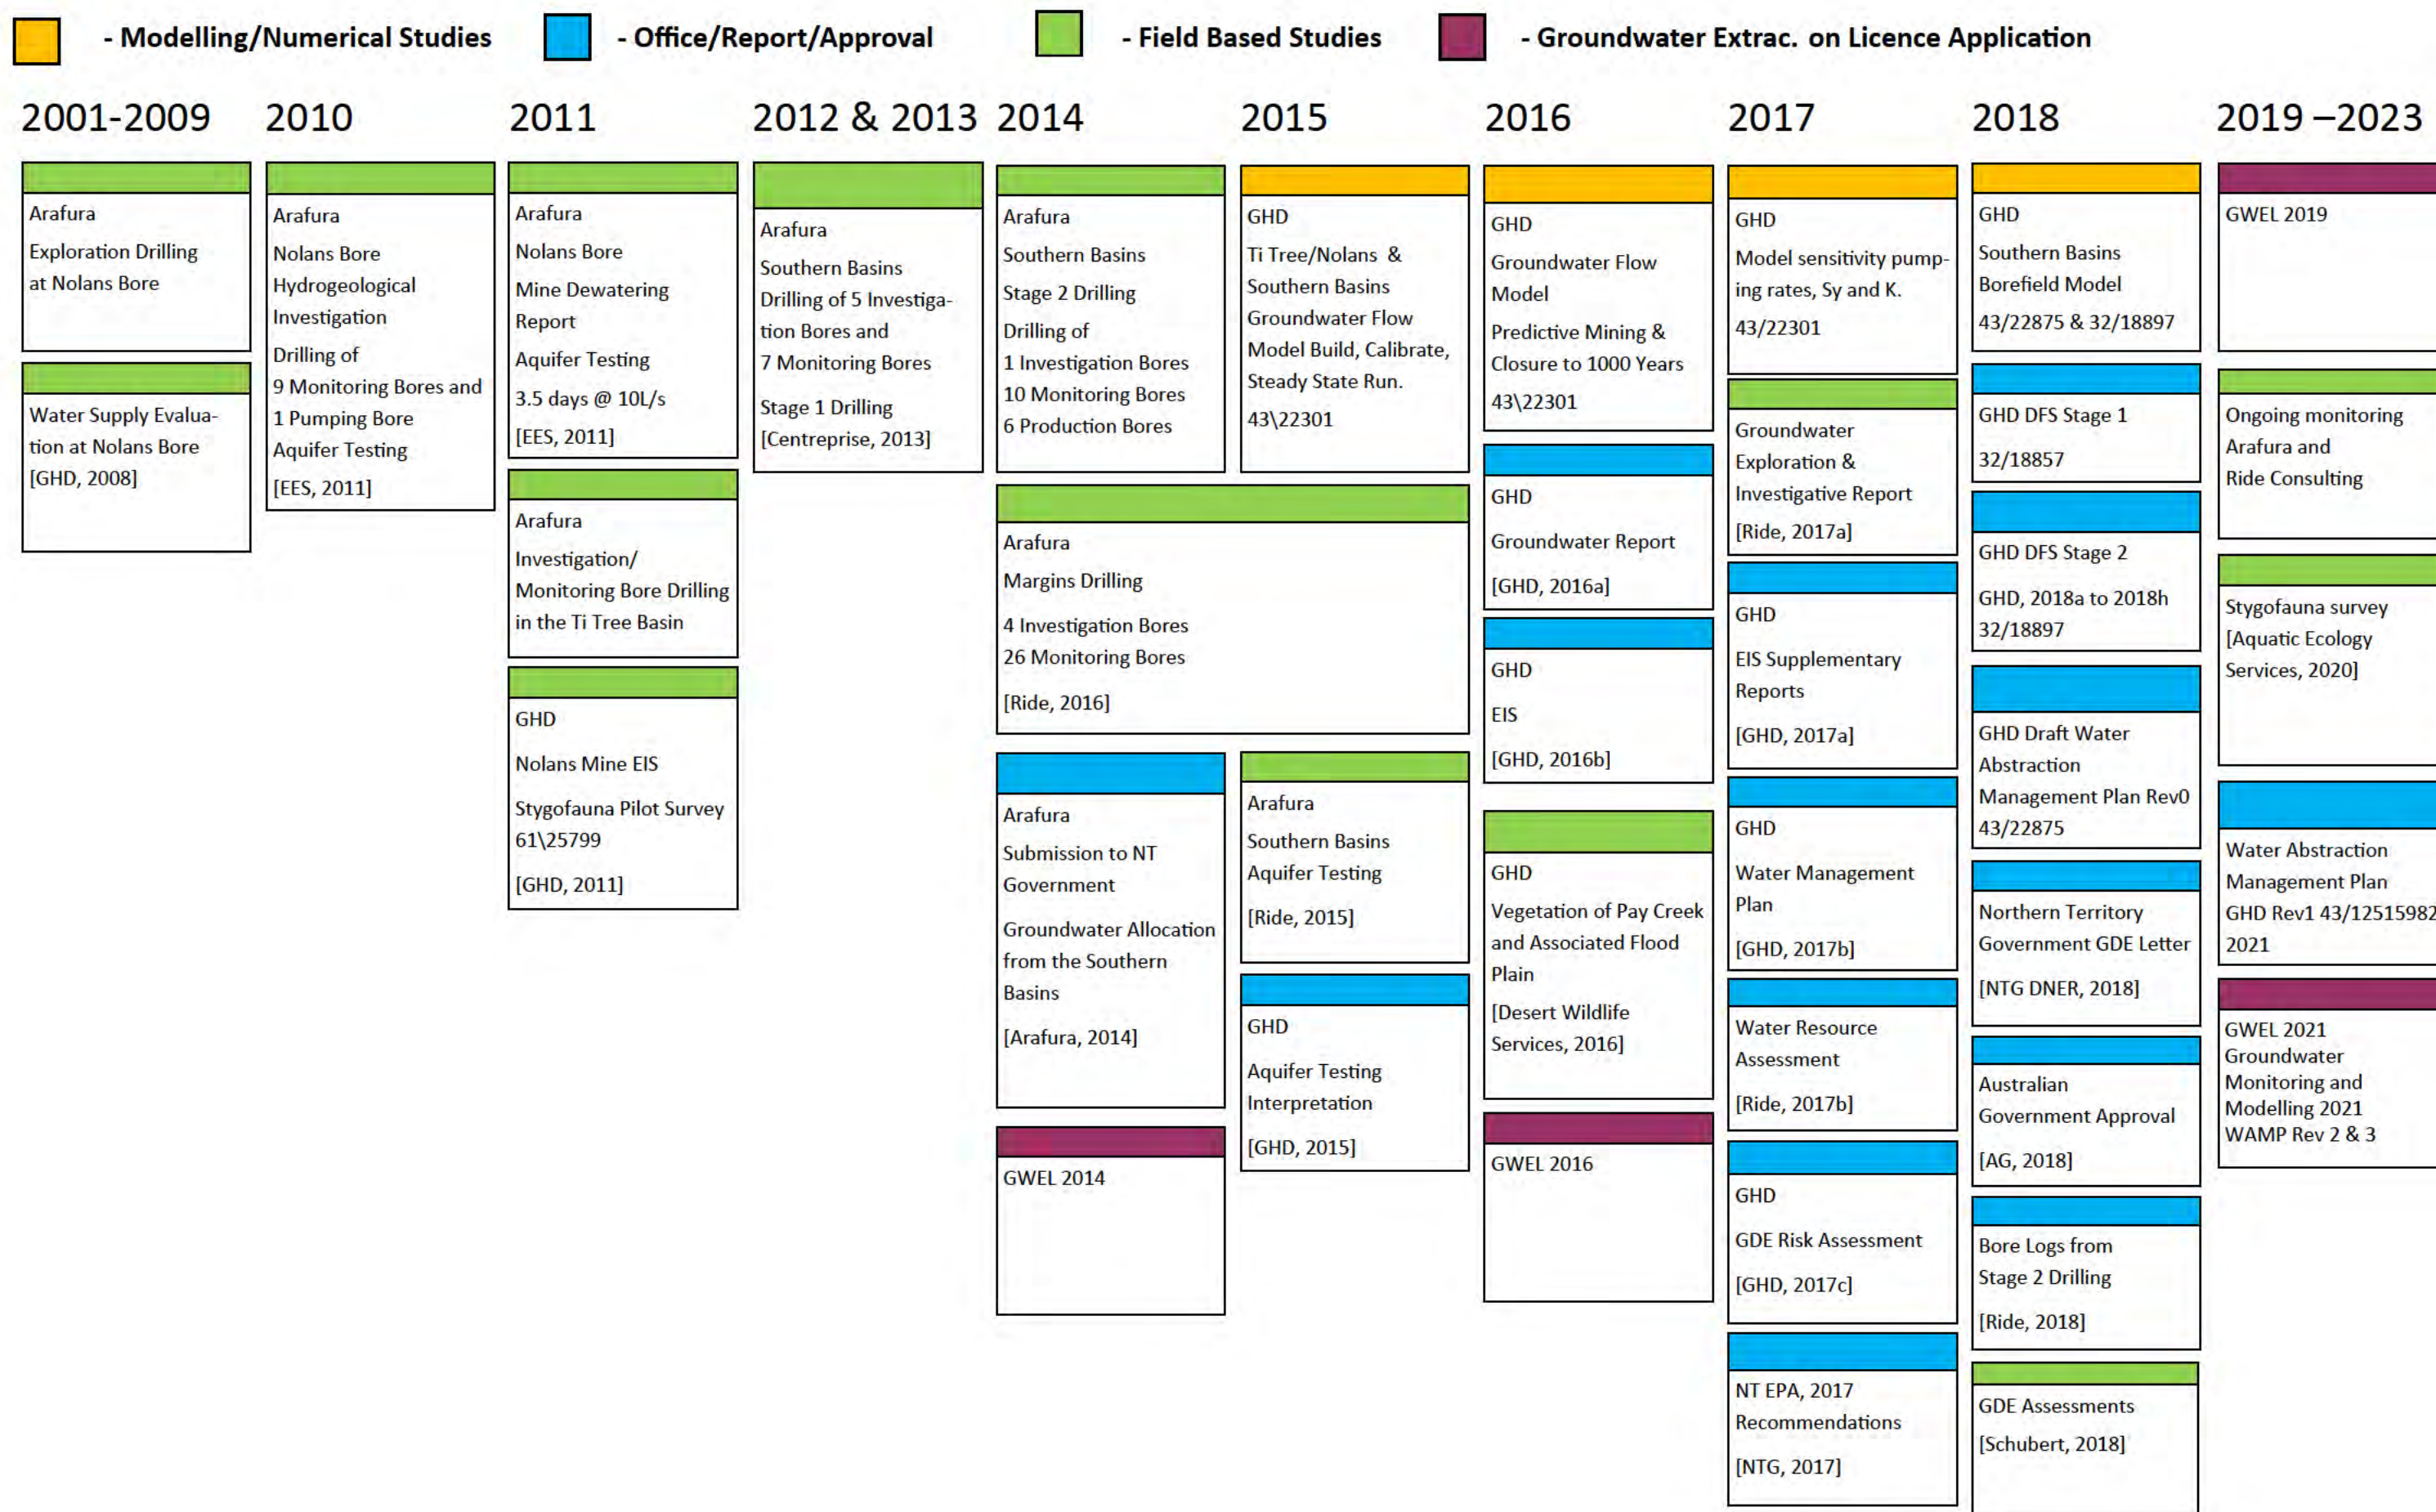 - Modelling/Numerical Studies
- Office/Report/Approval
- Field Based Studies
- Groundwater Extrac. on Licence Application
2001-2009
Arafura
Exploration Drilling
at Nolans Bore
Water Supply Evalua-
tion at Nolans Bore
[GHD, 2008]
2010
Arafura
Nolans Bore
Hydrogeological
Investigation
Drilling of
9 Monitoring Bores and
1 Pumping Bore
Aquifer Testing
[EES, 2011]
2011
Arafura
Nolans Bore
Mine Dewatering
Report
Aquifer Testing
3.5 days @ 10L/s
[EES, 2011]
Arafura
Investigation/
Monitoring Bore Drilling
in the Ti Tree Basin
GHD
Nolans Mine EIS
Stygofauna Pilot Survey
61\25799
[GHD, 2011]
2012 & 2013
Arafura
Southern Basins
Drilling of 5 Investiga-
tion Bores and
7 Monitoring Bores
Stage 1 Drilling
[Centreprise, 2013]
2014
Arafura
Southern Basins
Stage 2 Drilling
Drilling of
1 Investigation Bores
10 Monitoring Bores
6 Production Bores
Arafura
Margins Drilling
4 Investigation Bores
26 Monitoring Bores
[Ride, 2016]
Arafura
Submission to NT
Government
Groundwater Allocation
from the Southern
Basins
[Arafura, 2014]
GWEL 2014
2015
GHD
Ti Tree/Nolans &
Southern Basins
Groundwater Flow
Model Build, Calibrate,
Steady State Run.
43\22301
Arafura
Southern Basins
Aquifer Testing
[Ride, 2015]
GHD
Aquifer Testing
Interpretation
[GHD, 2015]
2016
GHD
Groundwater Flow
Model
Predictive Mining &
Closure to 1000 Years
43\22301
GHD
Groundwater Report
[GHD, 2016a]
GHD
EIS
[GHD, 2016b]
GHD
Vegetation of Pay Creek
and Associated Flood
Plain
[Desert Wildlife
Services, 2016]
GWEL 2016
2017
GHD
Model sensitivity pump-
ing rates, Sy and K.
43/22301
Groundwater
Exploration &
Investigative Report
[Ride, 2017a]
GHD
EIS Supplementary
Reports
[GHD, 2017a]
GHD
Water Management
Plan
[GHD, 2017b]
Water Resource
Assessment
[Ride, 2017b]
GHD
GDE Risk Assessment
[GHD, 2017c]
NT EPA, 2017
Recommendations
[NTG, 2017]
2018
GHD
Southern Basins
Borefield Model
43/22875 & 32/18897
GHD DFS Stage 1
32/18857
GHD DFS Stage 2
GHD, 2018a to 2018h
32/18897
GHD Draft Water
Abstraction
Management Plan Rev0
43/22875
Northern Territory
Government GDE Letter
[NTG DNER, 2018]
Australian
Government Approval
[AG, 2018]
Bore Logs from
Stage 2 Drilling
[Ride, 2018]
GDE Assessments
[Schubert, 2018]
2019 –2023
GWEL 2019
Ongoing monitoring
Arafura and
Ride Consulting
Stygofauna survey
[Aquatic Ecology
Services, 2020]
Water Abstraction
Management Plan
GHD Rev1 43/12515982
2021
GWEL 2021
Groundwater
Monitoring and
Modelling 2021
WAMP Rev 2 & 3